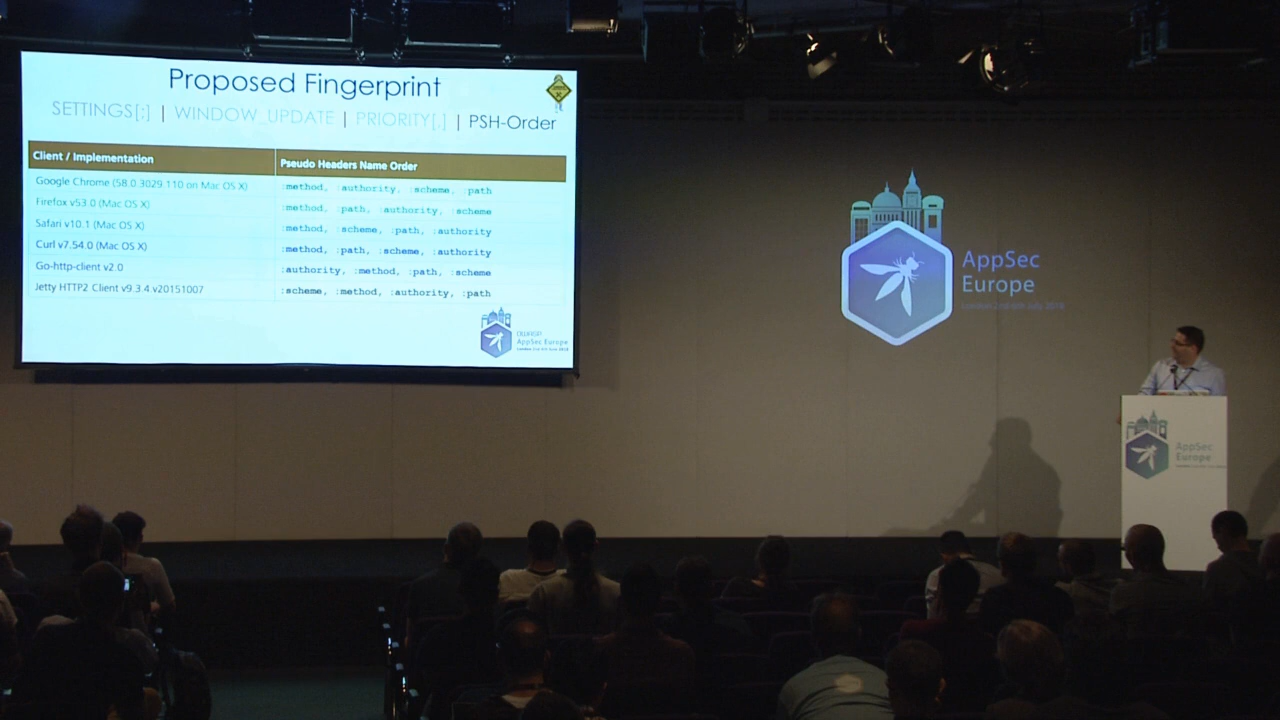 Proposed Fingerprint
SETTINGS[;] | WINDOW_UPDATE | PRIORITY[,] | PSH-Order
Client / Implementation Pseudo Headers Name Order
Google Chrome (58.0.3029.110 on Mac OS X) :method, :authority, :scheme, :path
Firefox v53.0 (Mac OS X) :method, :path, :authority, :scheme
Safari v10.1 (Mac OS X) :method, :scheme, :path, :authority
Curl v7.54.0 (Mac OS X) :method, :path, :scheme, :authority
Go-http-client v2.0 :authority, :method, :path, :scheme
Jetty HTTP2 Client v9.3.4.v20151007 :scheme, :method, :authority, :path
OWASP
AppSec Europe
AppSec
Europe
AppSec
Europe